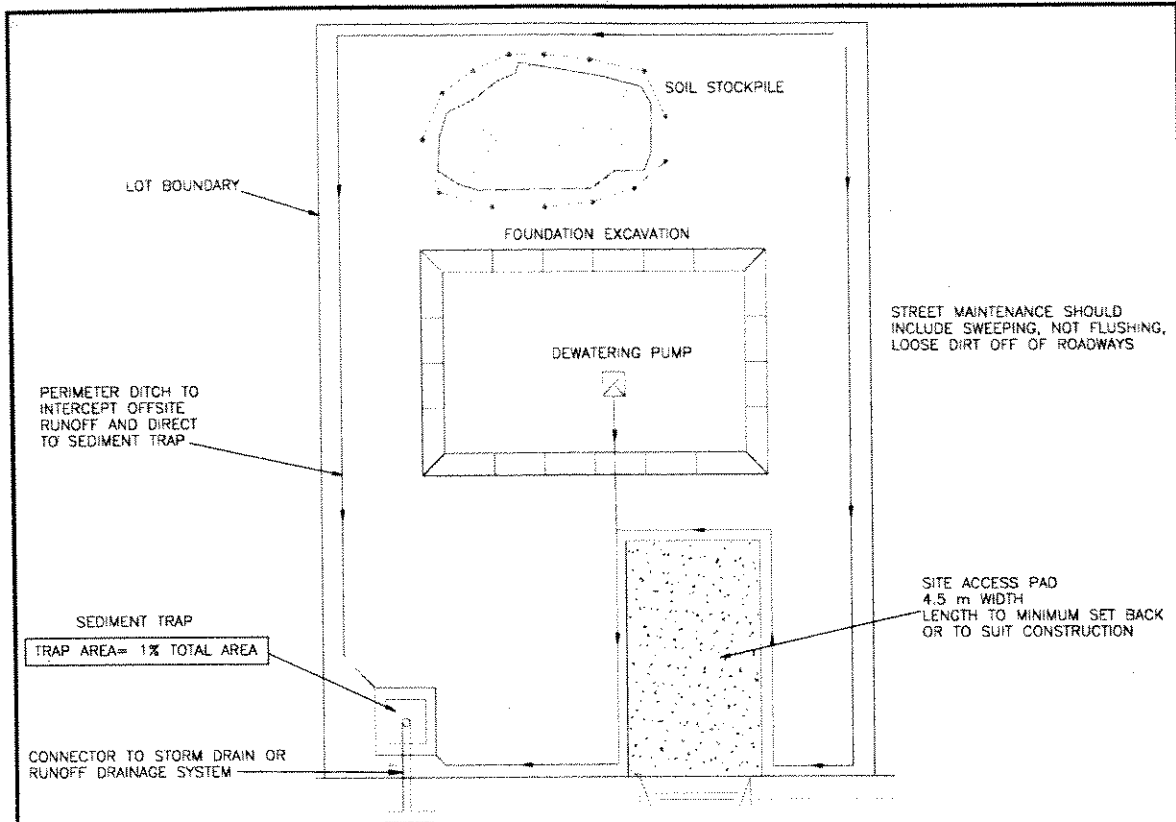 SOIL STOCKPILE
LOT BOUNDARY
FOUNDATION EXCAVATION
STREET MAINTENANCE SHOULD
INCLUDE SWEEPING, NOT FLUSHING,
LOOSE DIRT OFF OF ROADWAYS
DEWATERING PUMP
PERIMETER DITCH TO
INTERCEPT OFFSITE
RUNOFF AND DIRECT
TO SEDIMENT TRAP
SITE ACCESS PAD
4.5 m WIDTH
LENGTH TO MINIMUM SET BACK
OR TO SUIT CONSTRUCTION
SEDIMENT TRAP
TRAP AREA= 1% TOTAL AREA
CONNECTOR TO STORM DRAIN OR
RUNOFF DRAINAGE SYSTEM